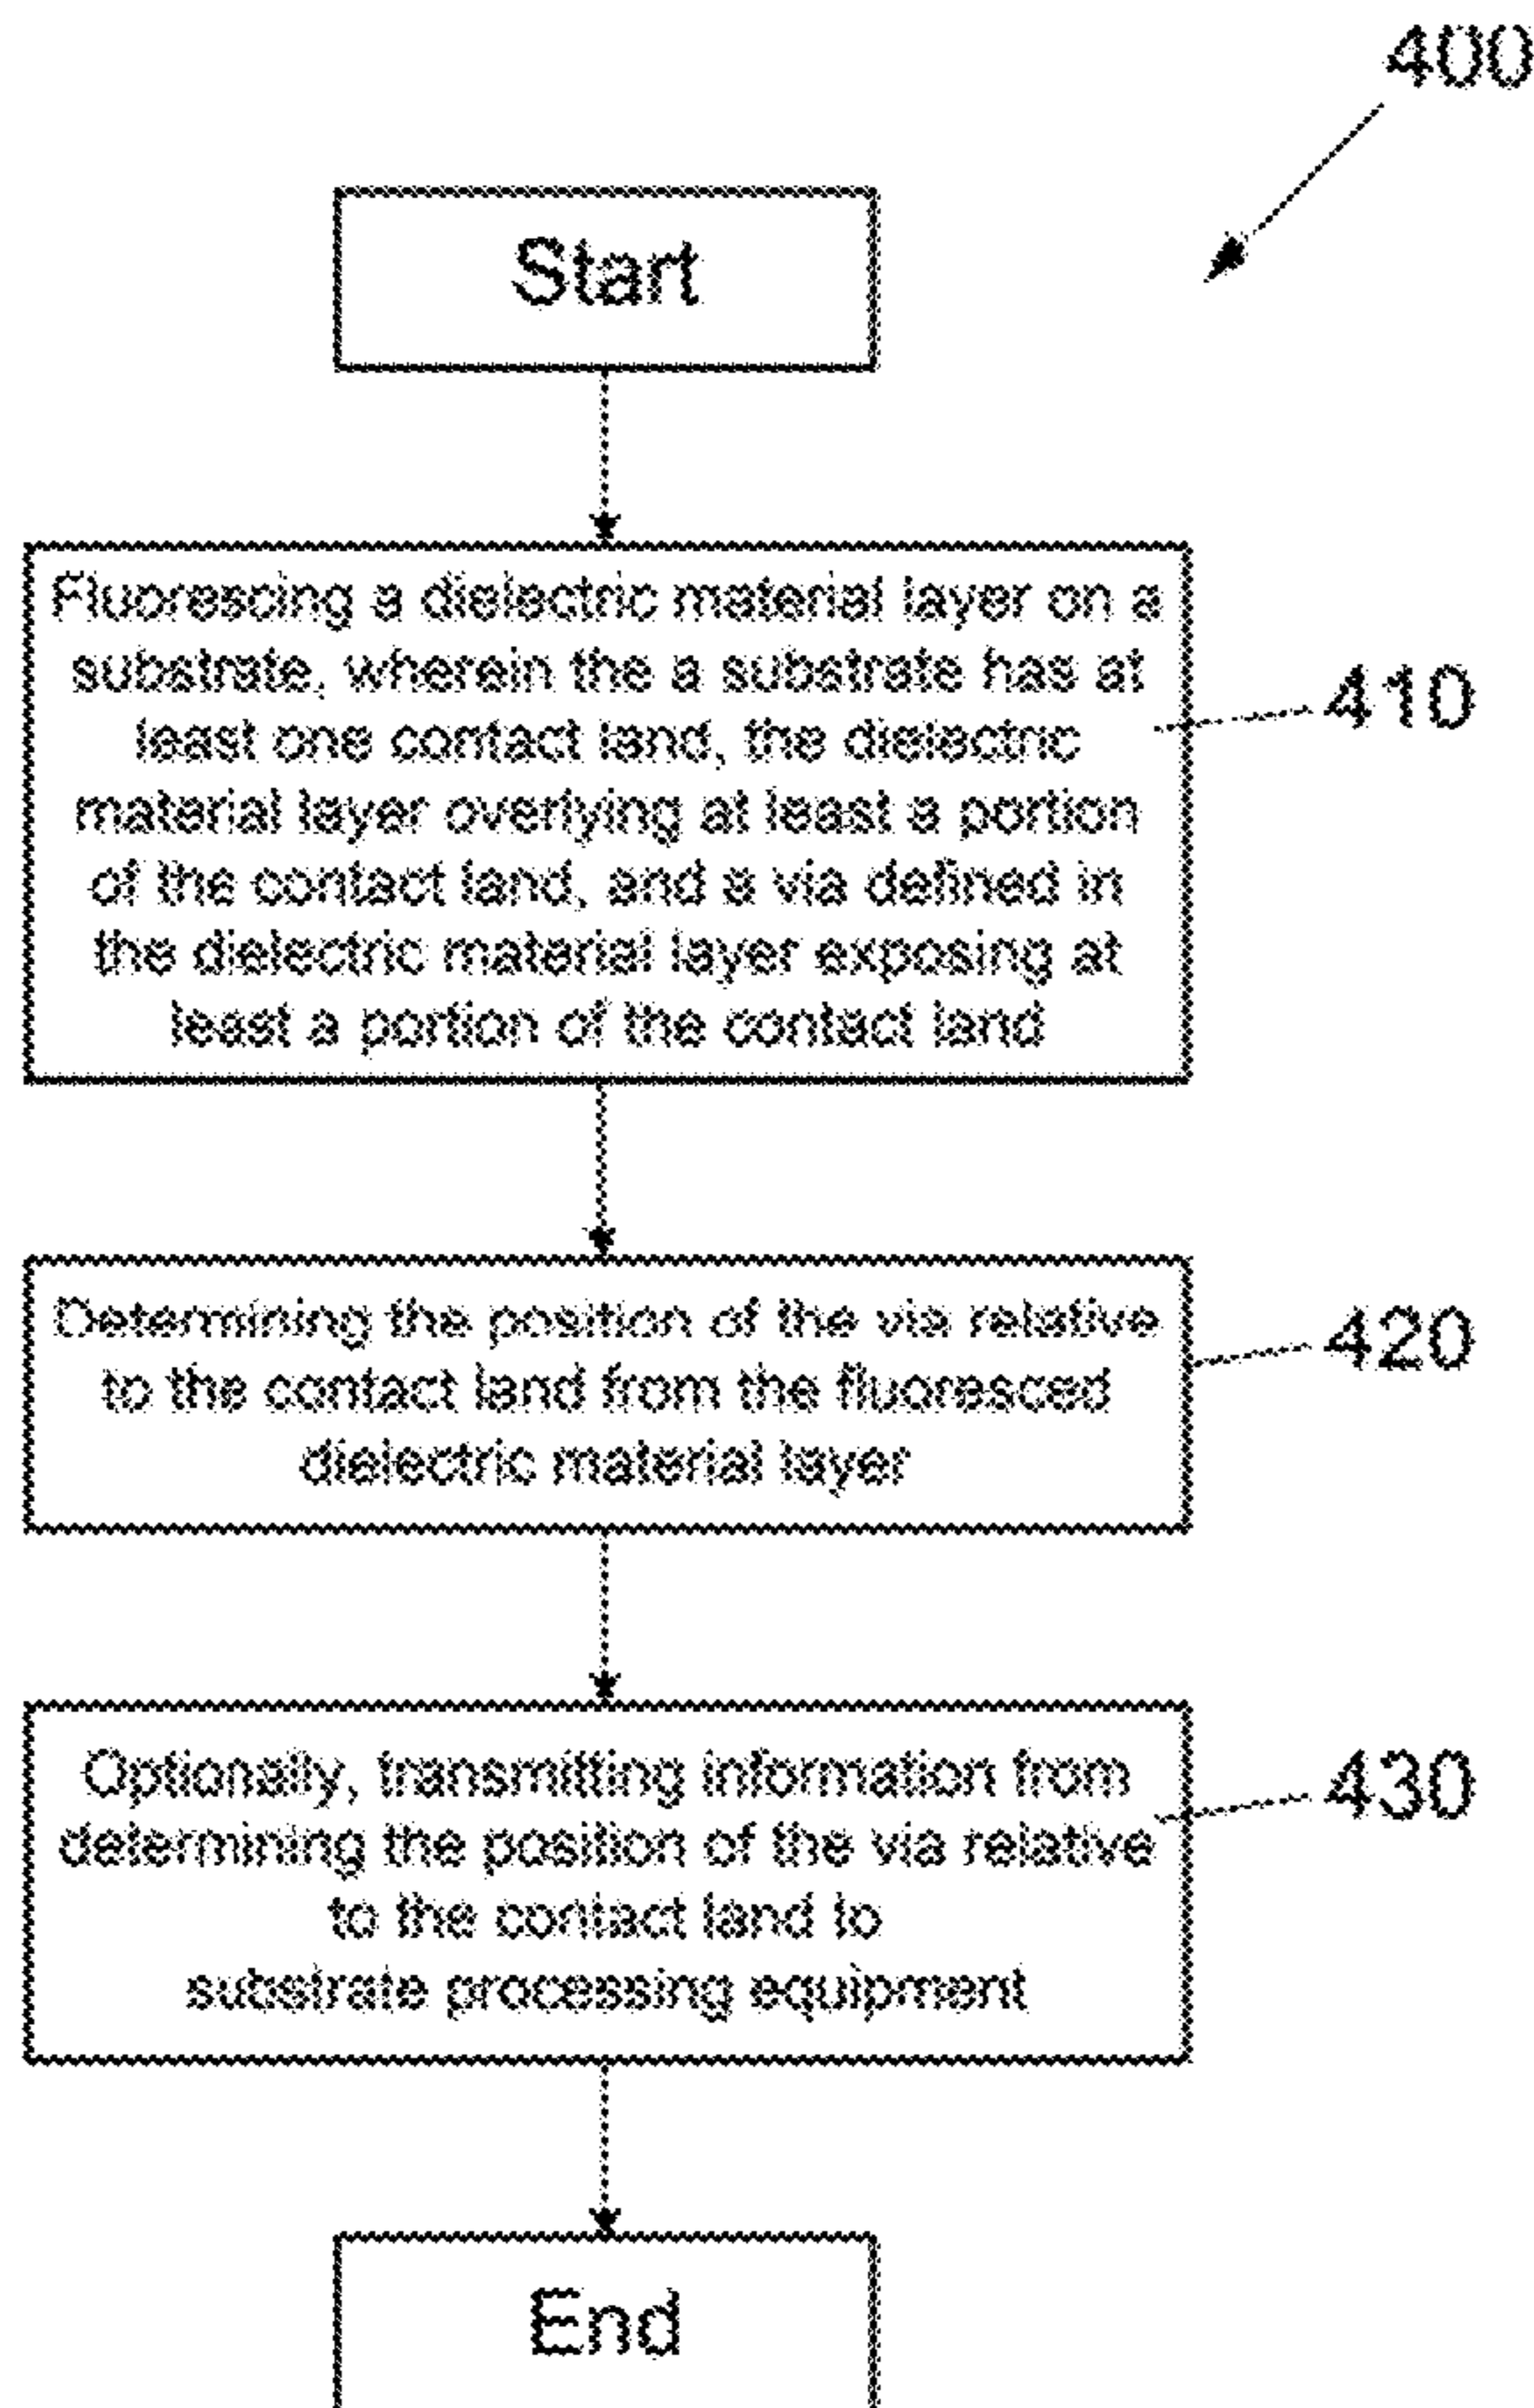 400
Start
Fluorescing a dielectric material layer on a
substrate, wherein the a substrate has at
least one contact land, the dielectric
material layer overlying at least a portion
of the contact land, and a via defined in
the dielectric material layer exposing at
least a portion of the contact land
410
Determining the position of the via relative
to the contact land from the fluoresced
dielectric material layer
420
Optionally, transmitting information from
determining the position of the via relative
to the contact land to
substrate processing equipment
430
End